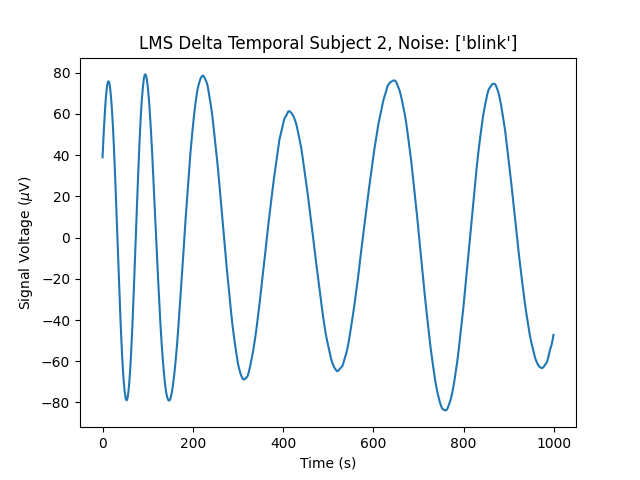 LMS Delta Temporal Subject 2, Noise: ['blink']
Signal Voltage (μV)
80
60
40
20
0
−20
−40
−60
−80
0 200 400 600 800 1000
Time (s)